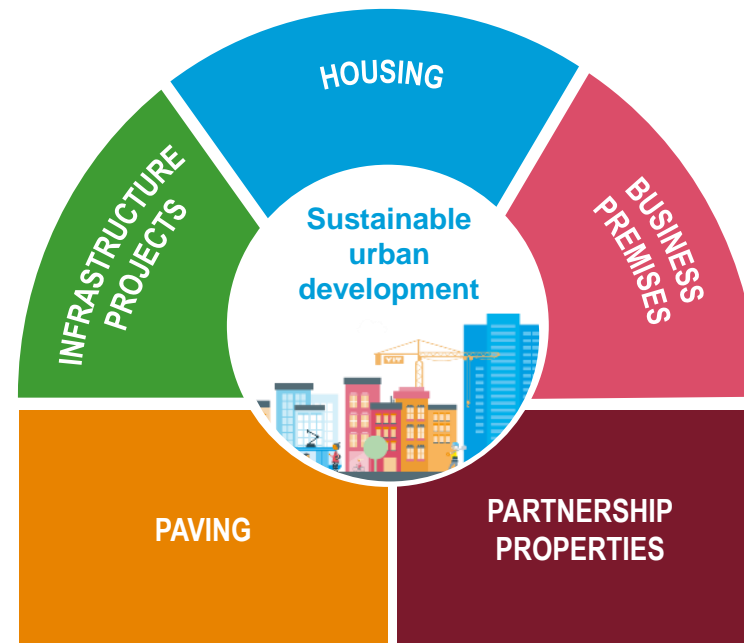 HOUSING
INFRASTRUCTURE
PROJECTS
BUSINESS
PREMISES
Sustainable
urban
development
PAVING
PARTNERSHIP
PROPERTIES